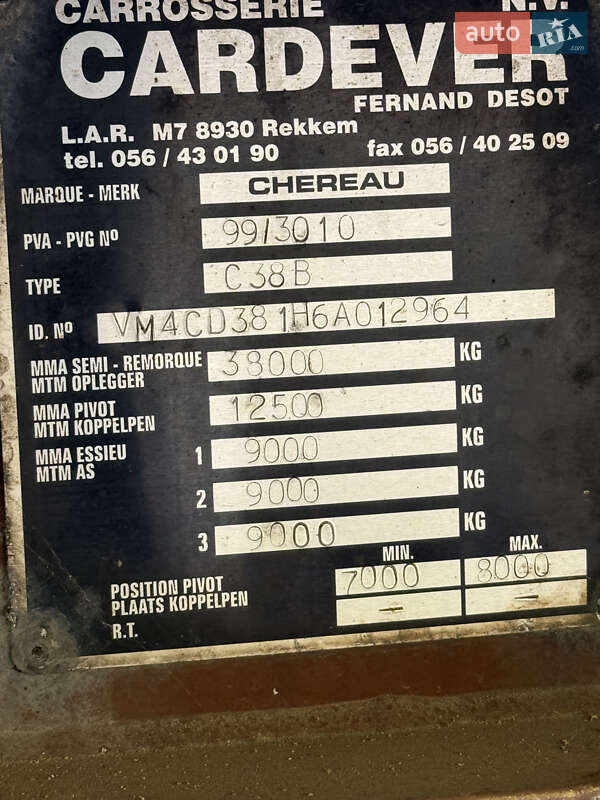 CARROSSERIE N.V.
auto RIA .com
CARDEVER
FERNAND DESOT
L.A.R. M7 8930 Rekkem
tel. 056 / 43 01 90 fax 056 / 40 25 09
MARQUE - MERK CHEREAU
PVA - PVG Nº 99/3010
TYPE C38B
ID. Nº VM4CD381H6A012964
MMA SEMI - REMORQUE 38000 KG
MTM OPLEGGER
MMA PIVOT 12500 KG
MTM KOPPELPEN
MMA ESSIEU 1 9000 KG
MTM AS
2 9000 KG
3 9000 KG
MIN. MAX.
POSITION PIVOT 7000 8000
PLAATS KOPPELPEN — —
R.T.